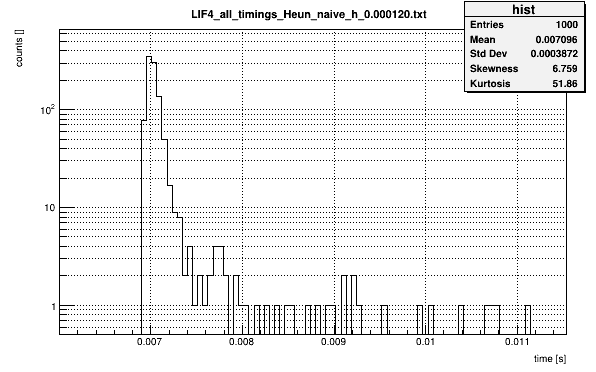 LIF4_all_timings_Heun_naive_h_0.000120.txt
hist
Entries 1000
Mean 0.007096
Std Dev 0.0003872
Skewness 6.759
Kurtosis 51.86
counts []
10²
10
1
0.007 0.008 0.009 0.01 0.011
time [s]